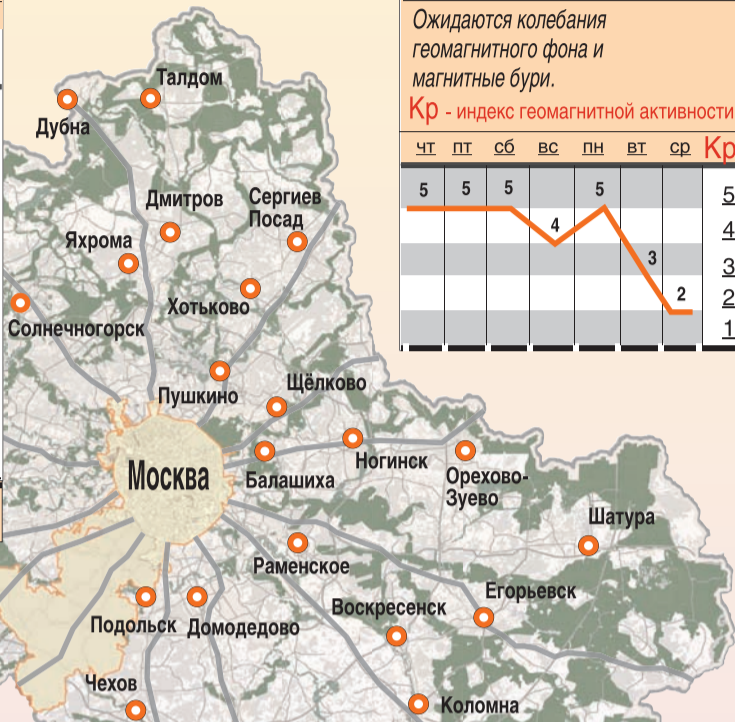 Ожидаются колебания
геомагнитного фона и
магнитные бури.
Кр - индекс геомагнитной активности
чт пт сб вс пн вт ср Кр
5 5 5 4 5 3 2
5
4
3
2
1
Талдом
Дубна
Дмитров
Сергиев
Посад
Яхрома
Хотьково
Солнечногорск
Пушкино
Щёлково
Москва
Балашиха
Ногинск
Орехово-
Зуево
Шатура
Раменское
Егорьевск
Воскресенск
Подольск
Домодедово
Чехов
Коломна